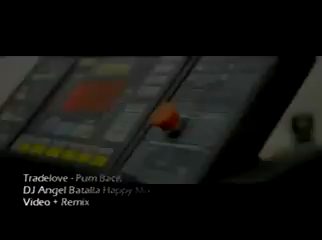 Tradelove - Pum Back
DJ Angel Batalla Happy Mix
Video + Remix